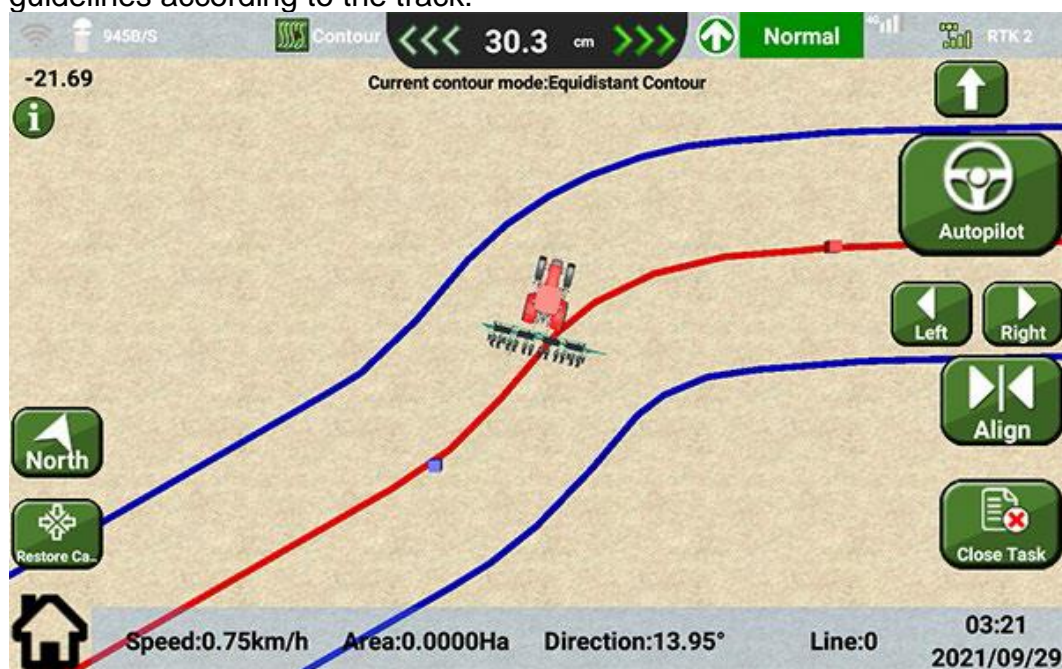 guidelines according to the track.
945B/S Contour <<< 30.3 cm >>> Normal 4G RTK 2
-21.69
Current contour mode:Equidistant Contour
i
Autopilot
Left Right
Align
North
Restore Ca..
Close Task
Speed:0.75km/h Area:0.0000Ha Direction:13.95° Line:0 03:21
2021/09/29